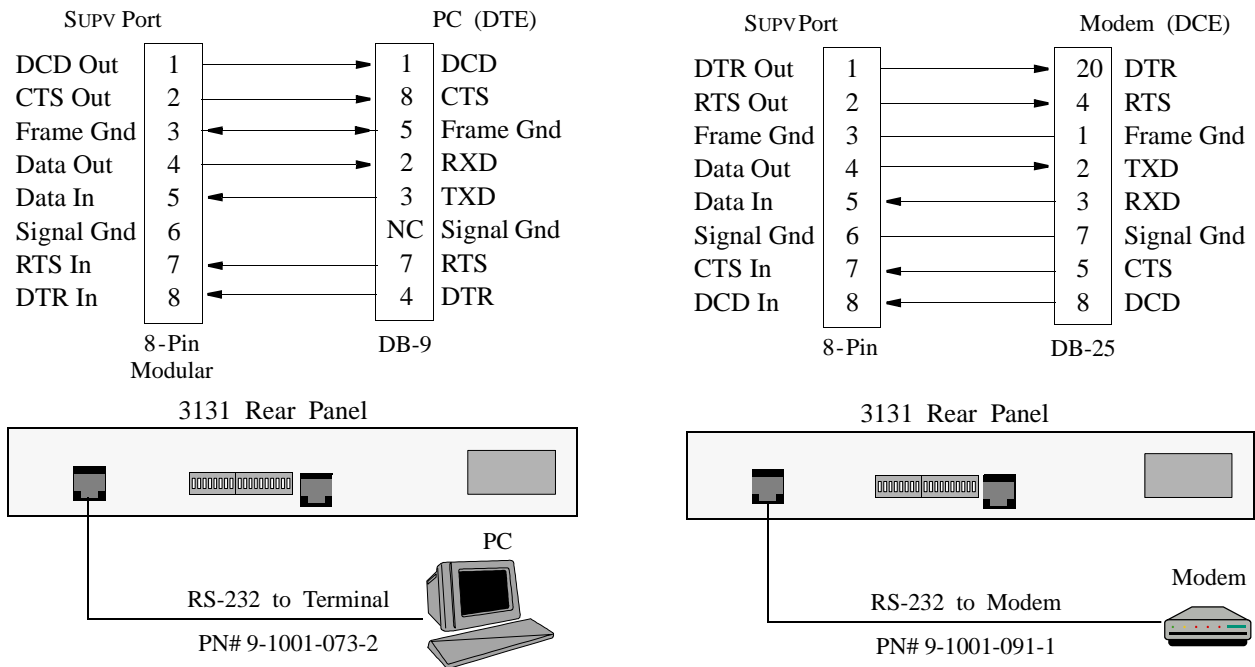 SUPV Port PC (DTE)
DCD Out 1 1 DCD
CTS Out 2 8 CTS
Frame Gnd 3 5 Frame Gnd
Data Out 4 2 RXD
Data In 5 3 TXD
Signal Gnd 6 NC Signal Gnd
RTS In 7 7 RTS
DTR In 8 4 DTR
8-Pin Modular DB-9
3131 Rear Panel
PC
RS-232 to Terminal
PN# 9-1001-073-2
SUPV Port Modem (DCE)
DTR Out 1 20 DTR
RTS Out 2 4 RTS
Frame Gnd 3 1 Frame Gnd
Data Out 4 2 TXD
Data In 5 3 RXD
Signal Gnd 6 7 Signal Gnd
CTS In 7 5 CTS
DCD In 8 8 DCD
8-Pin DB-25
3131 Rear Panel
Modem
RS-232 to Modem
PN# 9-1001-091-1